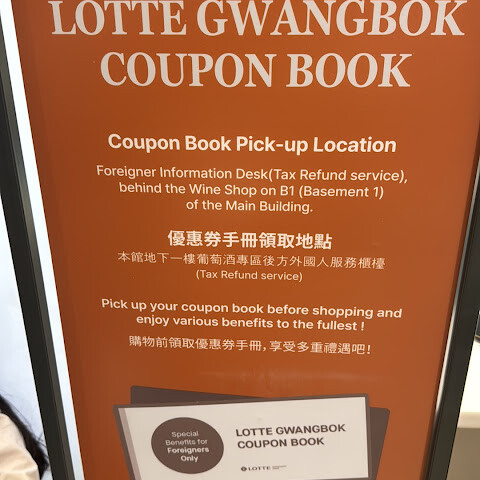 LOTTE GWANGBOK
COUPON BOOK
Coupon Book Pick-up Location
Foreigner Information Desk(Tax Refund service),
behind the Wine Shop on B1 (Basement 1)
of the Main Building.
優惠券手冊領取地點
本館地下一樓葡萄酒專區後方外國人服務櫃檯
(Tax Refund service)
Pick up your coupon book before shopping and
enjoy various benefits to the fullest !
購物前領取優惠券手冊,享受多重禮遇吧!
Special
Benefits for
Foreigners
Only
LOTTE GWANGBOK
COUPON BOOK
LOTTE